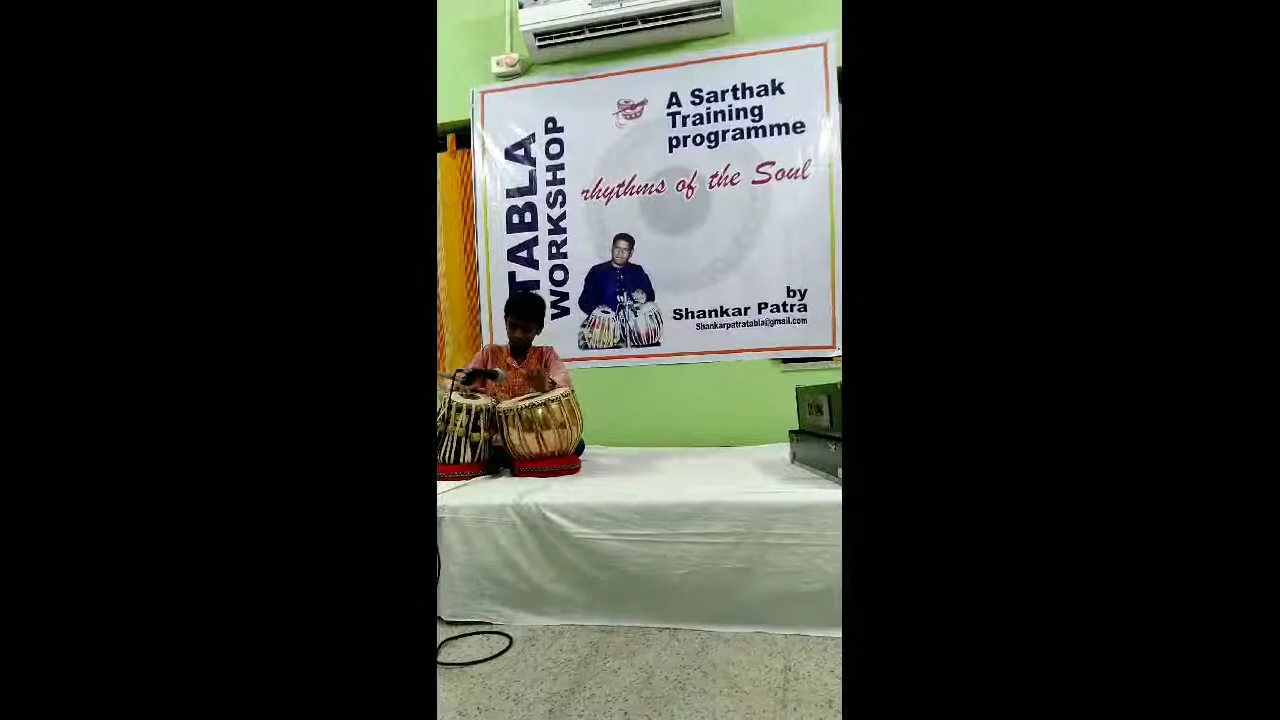 TABLA
WORKSHOP
A Sarthak
Training
programme
rhythms of the Soul
by
Shankar Patra
Shankarpatratabla@gmail.com